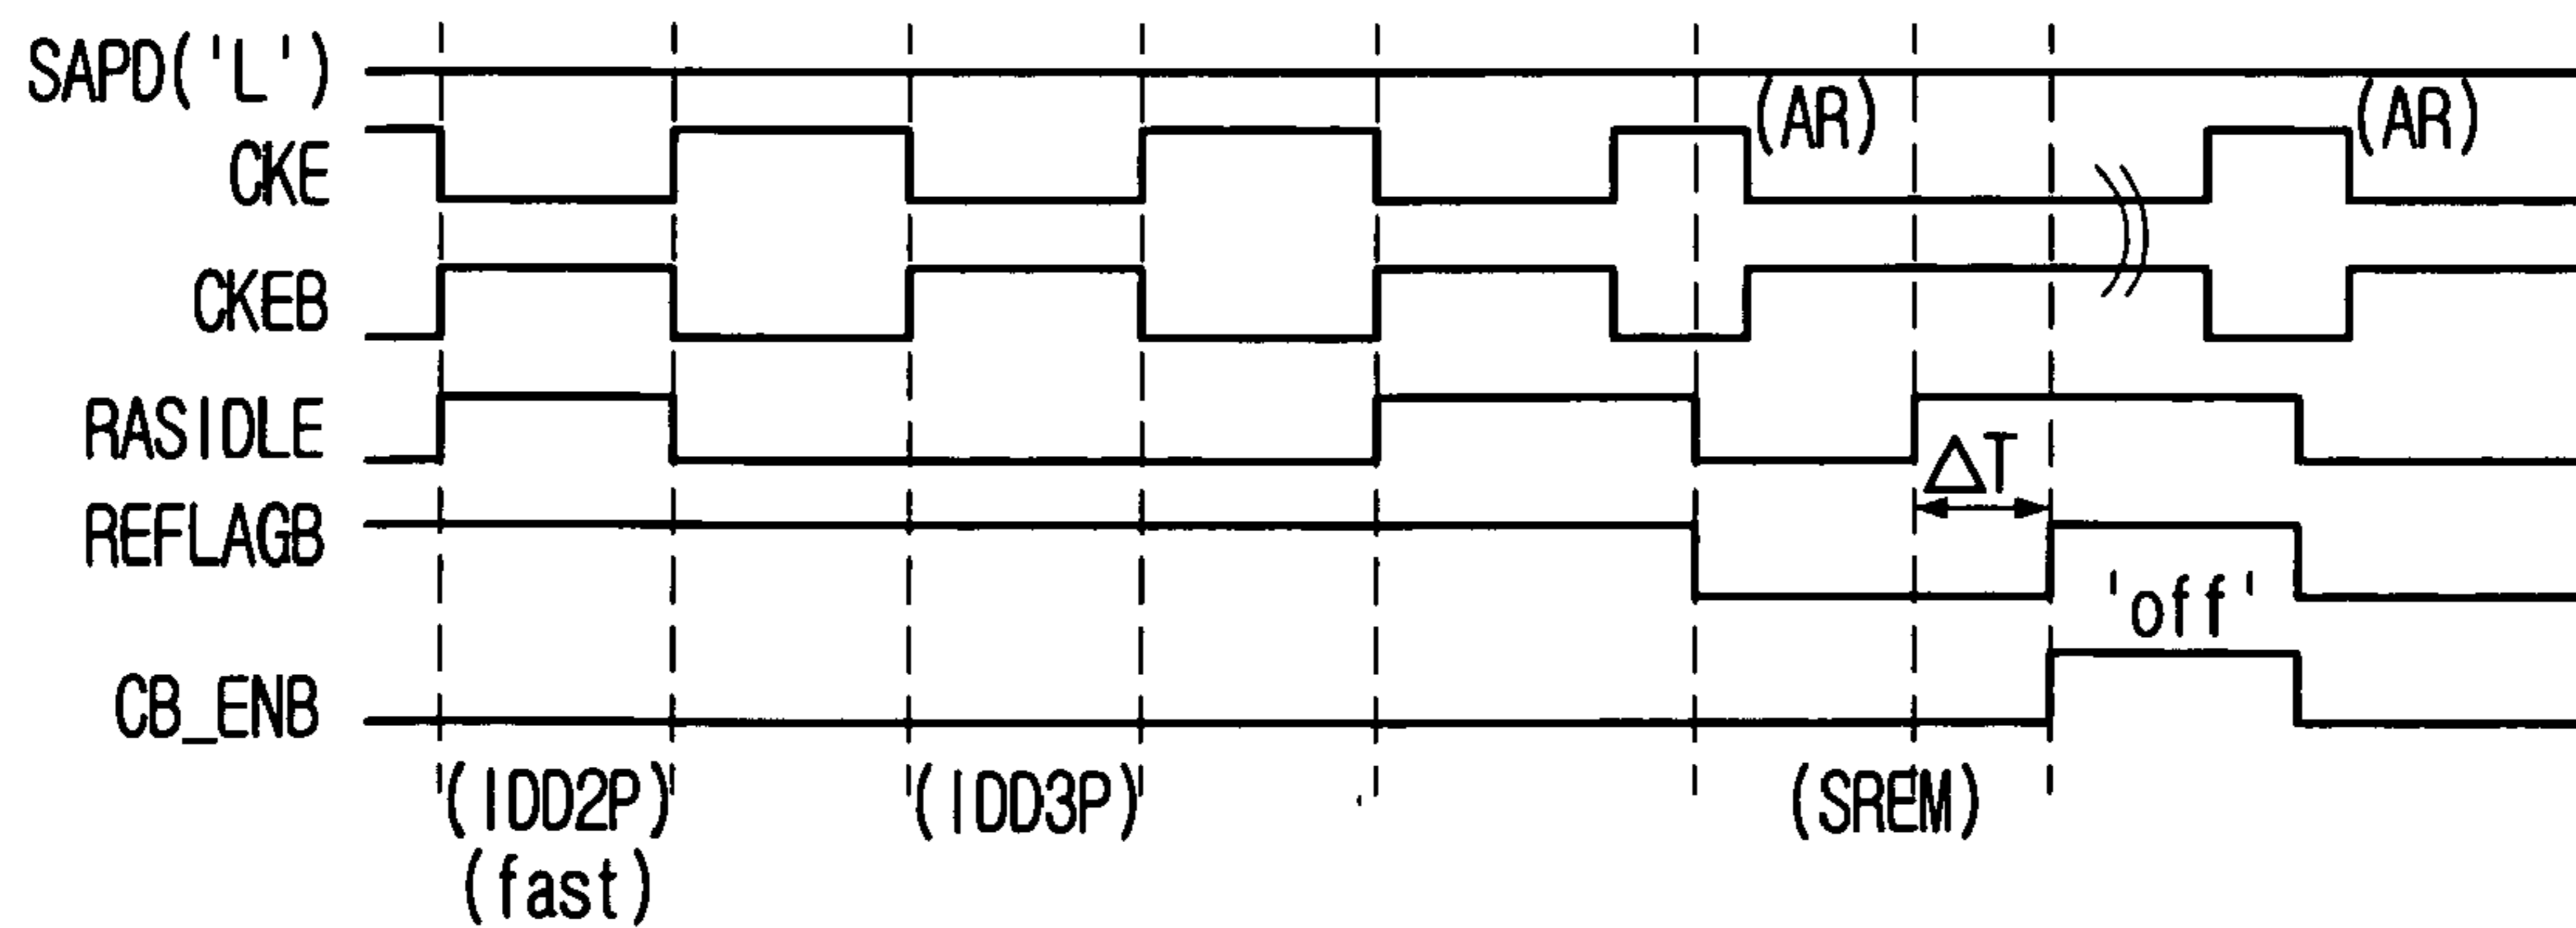 SAPD('L')
(AR)
(AR)
CKE
CKEB
RASIDLE
ΔT
REFLAGB
'off'
CB_ENB
(IDD2P)
(IDD3P)
(SREM)
(fast)